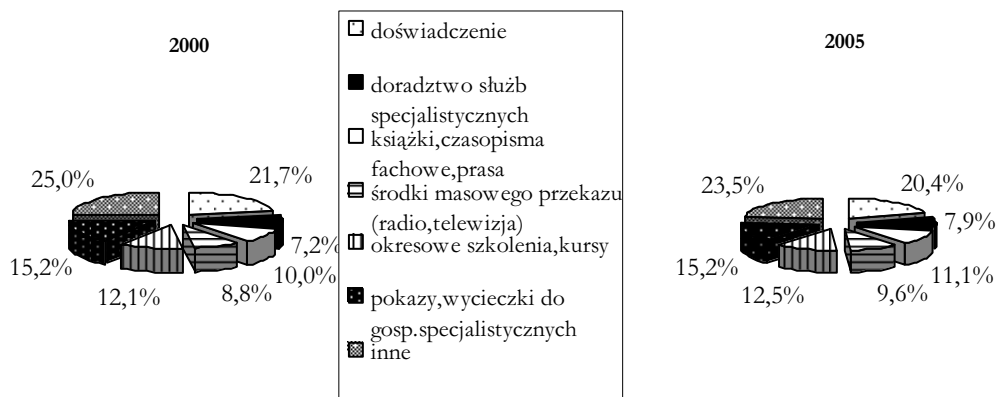 2000
25,0%
21,7%
7,2%
10,0%
8,8%
12,1%
15,2%
doświadczenie
doradztwo służb
specjalistycznych
książki,czasopisma
fachowe,prasa
środki masowego przekazu
(radio,telewizja)
okresowe szkolenia,kursy
pokazy,wycieczki do
gosp.specjalistycznych
inne
2005
23,5%
20,4%
7,9%
11,1%
9,6%
12,5%
15,2%